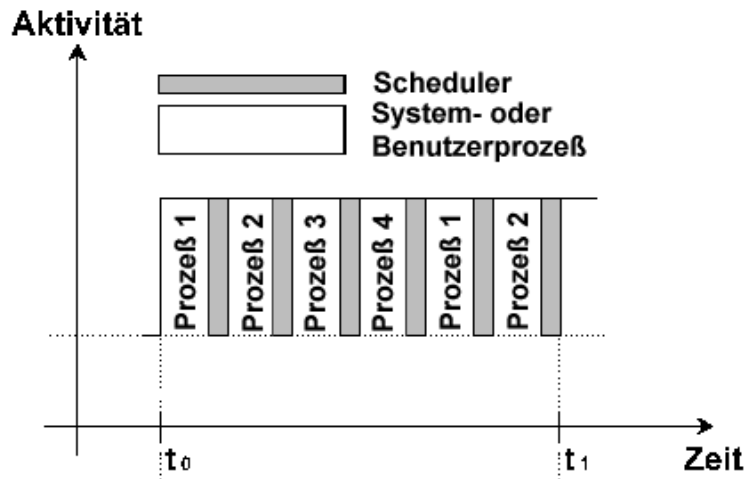 Aktivität
Scheduler
System- oder
Benutzerprozeß
Prozeß 1
Prozeß 2
Prozeß 3
Prozeß 4
Prozeß 1
Prozeß 2
t0
t1
Zeit